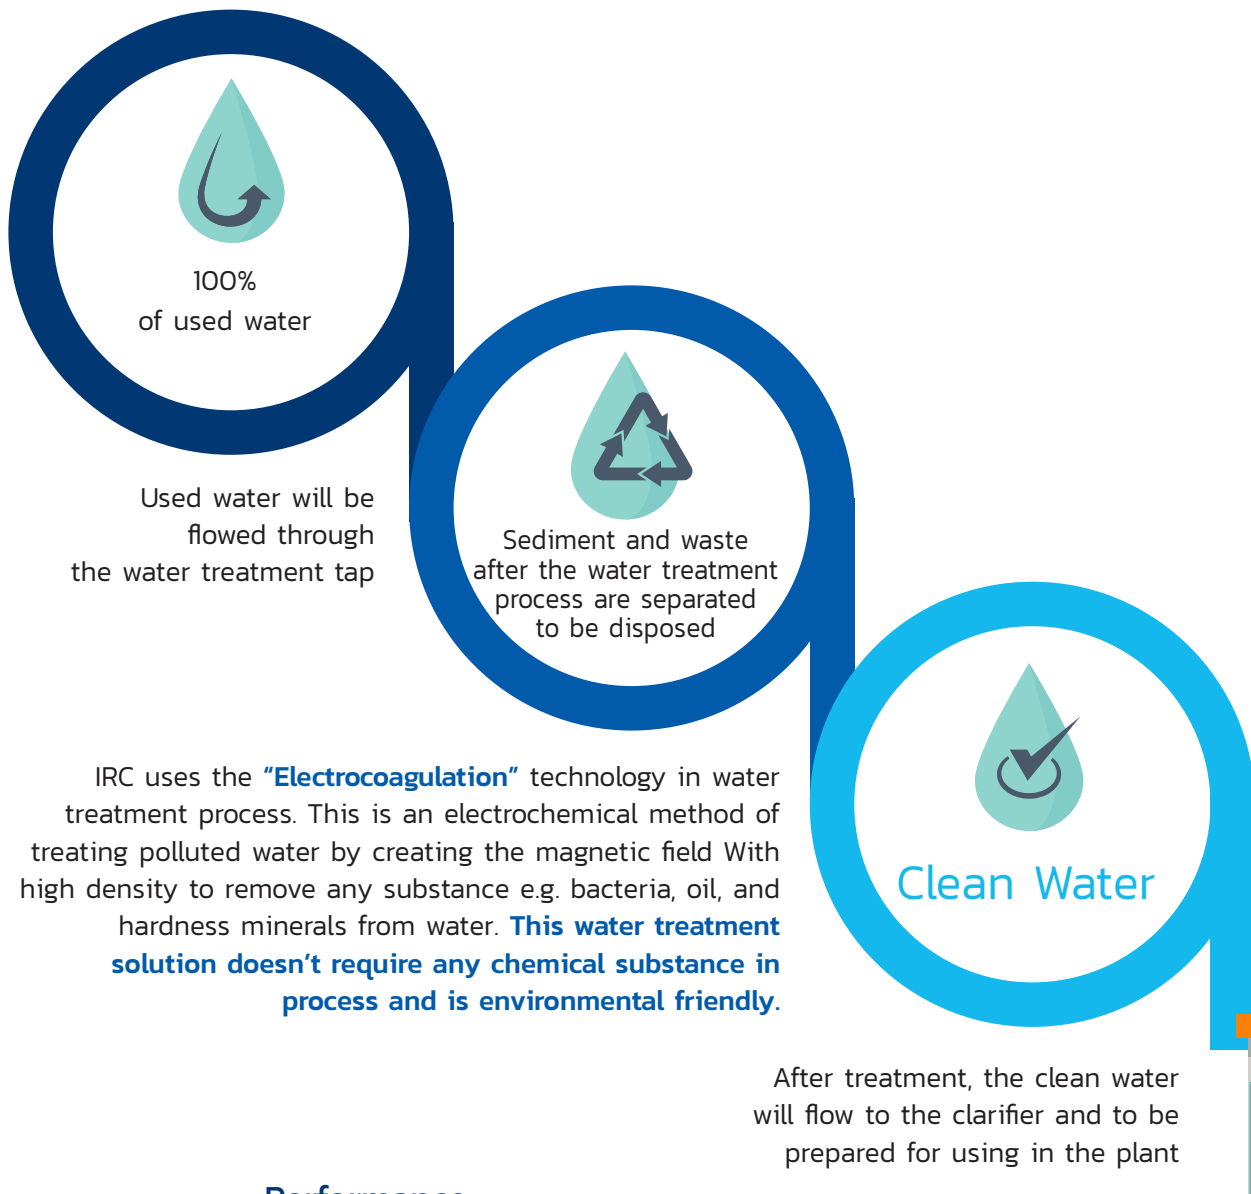 100%
of used water
Used water will be
flowed through
the water treatment tap
Sediment and waste
after the water treatment
process are separated
to be disposed
IRC uses the “Electrocoagulation” technology in water
treatment process. This is an electrochemical method of
treating polluted water by creating the magnetic field With
high density to remove any substance e.g. bacteria, oil, and
hardness minerals from water. This water treatment
solution doesn’t require any chemical substance in
process and is environmental friendly.
Clean Water
After treatment, the clean water
will flow to the clarifier and to be
prepared for using in the plant
Performance